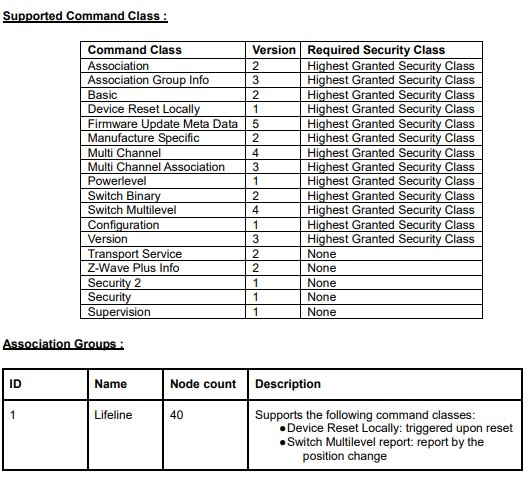 Supported Command Class :
Command Class Version Required Security Class
Association 2 Highest Granted Security Class
Association Group Info 3 Highest Granted Security Class
Basic 2 Highest Granted Security Class
Device Reset Locally 1 Highest Granted Security Class
Firmware Update Meta Data 5 Highest Granted Security Class
Manufacture Specific 2 Highest Granted Security Class
Multi Channel 4 Highest Granted Security Class
Multi Channel Association 3 Highest Granted Security Class
Powerlevel 1 Highest Granted Security Class
Switch Binary 2 Highest Granted Security Class
Switch Multilevel 4 Highest Granted Security Class
Configuration 1 Highest Granted Security Class
Version 3 Highest Granted Security Class
Transport Service 2 None
Z-Wave Plus Info 2 None
Security 2 1 None
Security 1 None
Supervision 1 None
Association Groups :
ID Name Node count Description
1 Lifeline 40 Supports the following command classes:
●Device Reset Locally: triggered upon reset
●Switch Multilevel report: report by the
position change